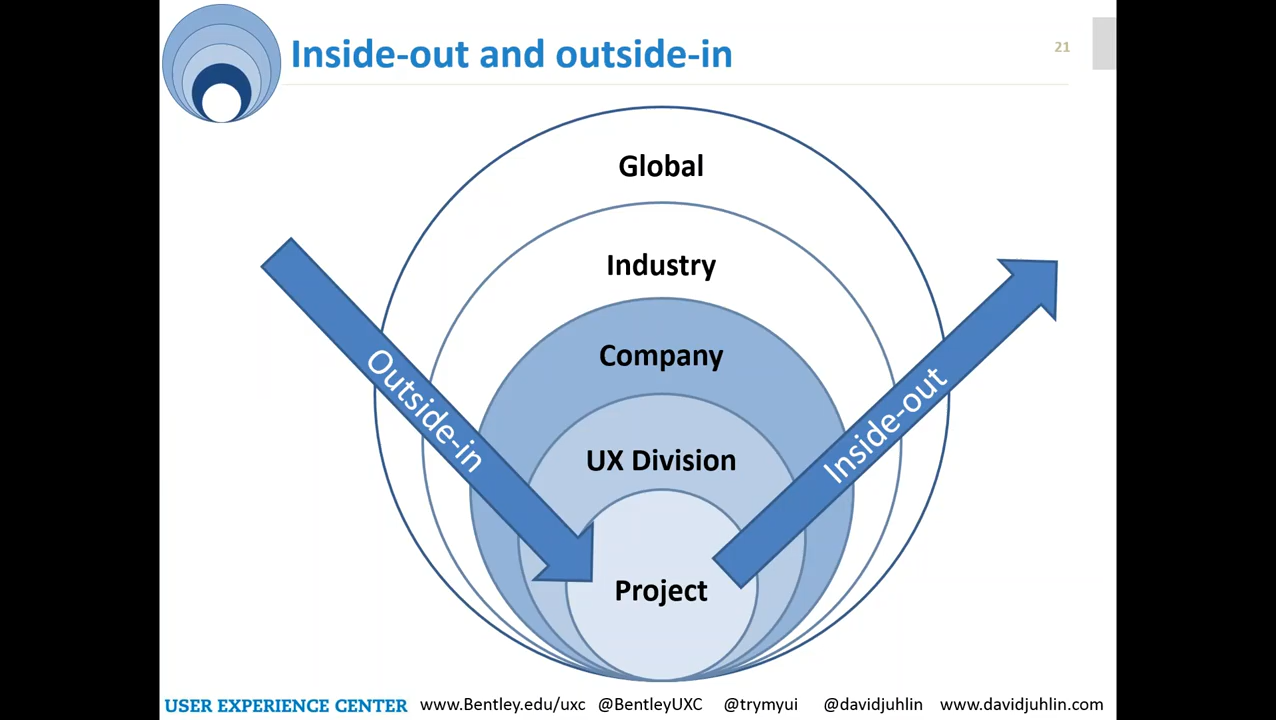 Inside-out and outside-in
21
Global
Industry
Company
Outside-in
Inside-out
UX Division
Project
USER EXPERIENCE CENTER www.Bentley.edu/uxc @BentleyUXC @trymyui @davidjuhlin www.davidjuhlin.com